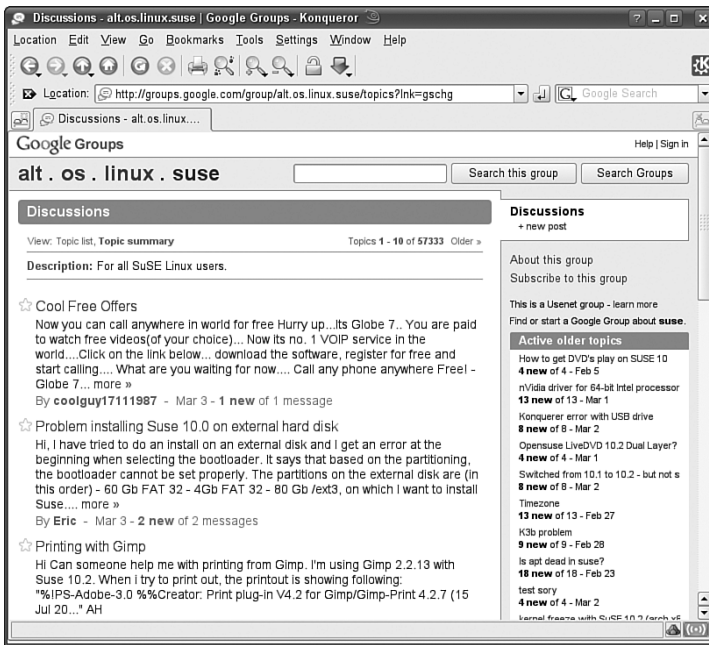 Discussions - alt.os.linux.suse | Google Groups - Konqueror
Location Edit View Go Bookmarks Tools Settings Window Help
Location: http://groups.google.com/group/alt.os.linux.suse/topics?lnk=gschg
Google Search
Discussions - alt.os.linux....
Google Groups
Help | Sign in
alt . os . linux . suse
Search this group
Search Groups
Discussions
View: Topic list, Topic summary
Topics 1 - 10 of 57333 Older »
Description: For all SuSE Linux users.
Cool Free Offers
Now you can call anywhere in world for free Hurry up...Its Globe 7.. You are paid
to watch free videos(of your choice)... Now its no. 1 VOIP service in the
world....Click on the link below... download the software, register for free and
start calling.... What are you waiting for now.... Call any phone anywhere Free! -
Globe 7... more »
By coolguy17111987 - Mar 3 - 1 new of 1 message
Problem installing Suse 10.0 on external hard disk
Hi, I have tried to do an install on an external disk and I get an error at the
beginning when selecting the bootloader. It says that based on the partitioning,
the bootloader cannot be set properly. The partitions on the external disk are (in
this order) - 60 Gb FAT 32 - 4Gb FAT 32 - 80 Gb /ext3, on which I want to install
Suse.... more »
By Eric - Mar 3 - 2 new of 2 messages
Printing with Gimp
Hi Can someone help me with printing from Gimp. I'm using Gimp 2.2.13 with
Suse 10.2. When i try to print out, the printout is showing following:
"%!PS-Adobe-3.0 %%Creator: Print plug-in V4.2 for Gimp/Gimp-Print 4.2.7 (15
Jul 20..." AH
Discussions
+ new post
About this group
Subscribe to this group
This is a Usenet group - learn more
Find or start a Google Group about suse.
Active older topics
How to get DVD's play on SUSE 10
4 new of 4 - Feb 5
nVidia driver for 64-bit Intel processor
13 new of 13 - Mar 1
Konquerer error with USB drive
8 new of 8 - Mar 2
Opensuse LiveDVD 10.2 Dual Layer?
4 new of 4 - Mar 1
Switched from 10.1 to 10.2 - but not s
8 new of 8 - Mar 2
Timezone
13 new of 13 - Feb 27
K3b problem
9 new of 9 - Feb 28
Is apt dead in suse?
18 new of 18 - Feb 23
test sory
4 new of 4 - Mar 2
kernel freeze with SuSE 10.2 (arch x8